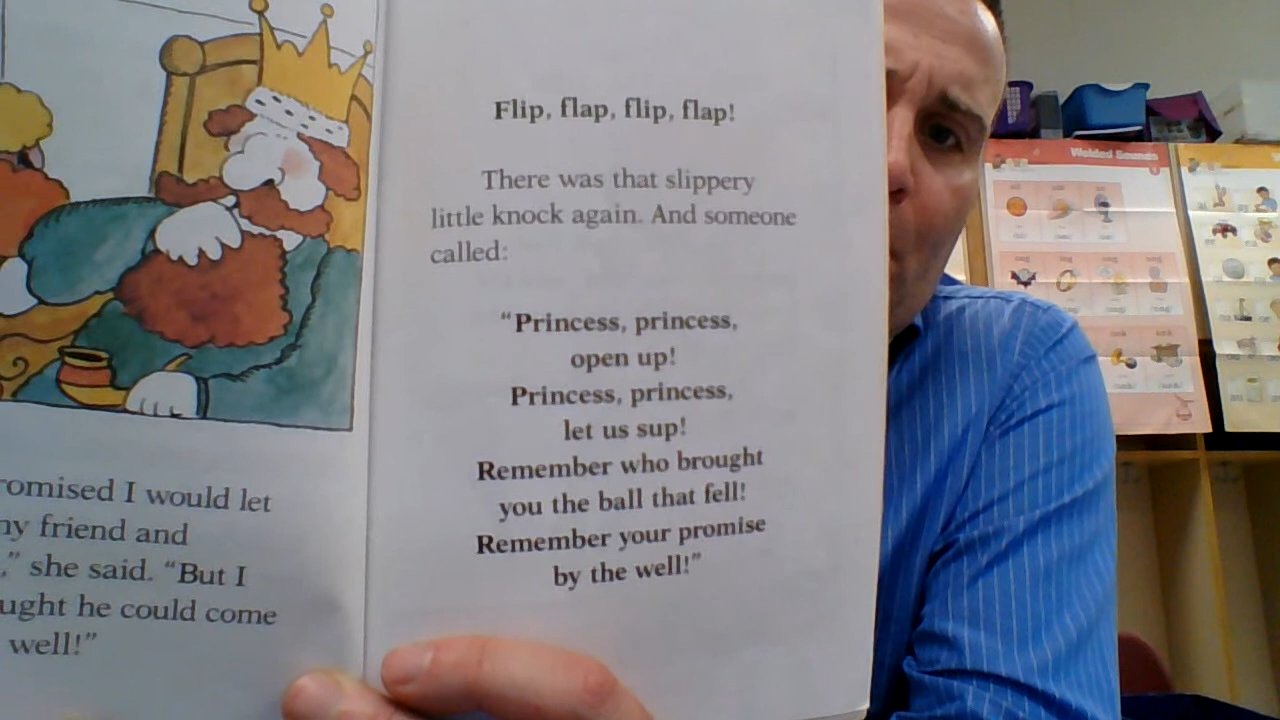 romised I would let
ny friend and
," she said. "But I
ught he could come
well!"
Flip, flap, flip, flap!
There was that slippery
little knock again. And someone
called:
"Princess, princess,
open up!
Princess, princess,
let us sup!
Remember who brought
you the ball that fell!
Remember your promise
by the well!"
Welded Sounds